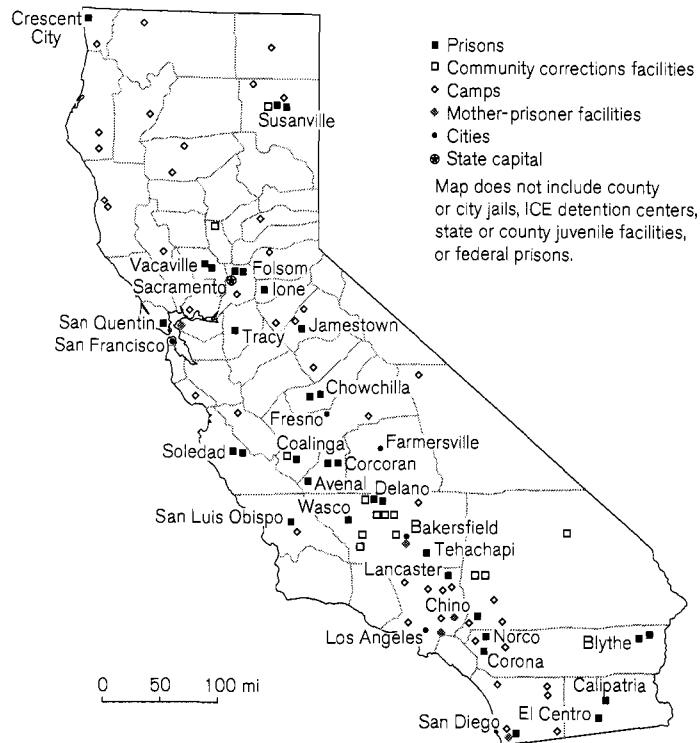 Crescent
City
Susanville
Prisons
Community corrections facilities
Camps
Mother-prisoner facilities
Cities
State capital
Map does not include county
or city jails, ICE detention centers,
state or county juvenile facilities,
or federal prisons.
Vacaville
Folsom
Sacramento
Ione
San Quentin
San Francisco
Tracy
Jamestown
Chowchilla
Fresno
Farmersville
Coalinga
Soledad
Corcoran
Avenal
Delano
Wasco
San Luis Obispo
Bakersfield
Tehachapi
Lancaster
Chino
Los Angeles
Norco
Corona
Blythe
Calipatria
El Centro
San Diego
0 50 100 mi